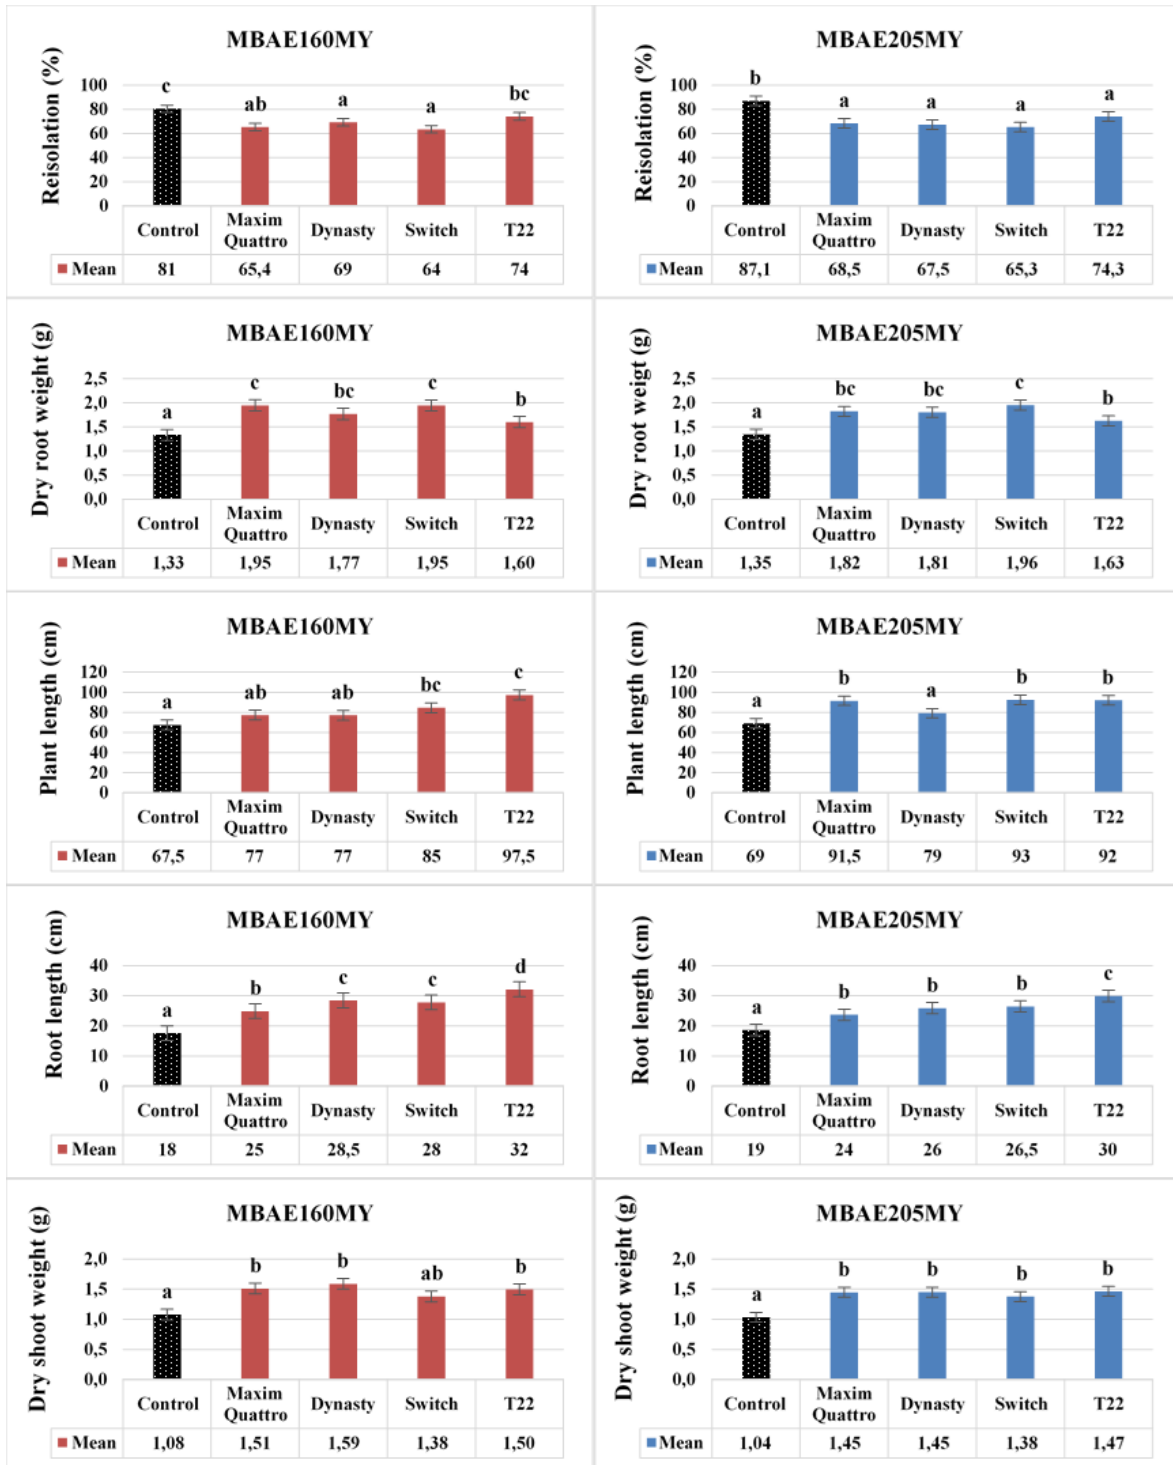 MBAE160MY
Reisolation (%)
100
80
60
40
20
0
c ab a a bc
Control Maxim Quattro Dynasty Switch T22
Mean 81 65,4 69 64 74
MBAE205MY
Reisolation (%)
100
80
60
40
20
0
b a a a a
Control Maxim Quattro Dynasty Switch T22
Mean 87,1 68,5 67,5 65,3 74,3
MBAE160MY
Dry root weight (g)
2,5
2,0
1,5
1,0
0,5
0,0
a c bc c b
Control Maxim Quattro Dynasty Switch T22
Mean 1,33 1,95 1,77 1,95 1,60
MBAE205MY
Dry root weigt (g)
2,5
2,0
1,5
1,0
0,5
0,0
a bc bc c b
Control Maxim Quattro Dynasty Switch T22
Mean 1,35 1,82 1,81 1,96 1,63
MBAE160MY
Plant length (cm)
120
100
80
60
40
20
0
a ab ab bc c
Control Maxim Quattro Dynasty Switch T22
Mean 67,5 77 77 85 97,5
MBAE205MY
Plant length (cm)
120
100
80
60
40
20
0
a b a b b
Control Maxim Quattro Dynasty Switch T22
Mean 69 91,5 79 93 92
MBAE160MY
Root length (cm)
40
30
20
10
0
a b c c d
Control Maxim Quattro Dynasty Switch T22
Mean 18 25 28,5 28 32
MBAE205MY
Root length (cm)
40
30
20
10
0
a b b b c
Control Maxim Quattro Dynasty Switch T22
Mean 19 24 26 26,5 30
MBAE160MY
Dry shoot weight (g)
2,0
1,5
1,0
0,5
0,0
a b b ab b
Control Maxim Quattro Dynasty Switch T22
Mean 1,08 1,51 1,59 1,38 1,50
MBAE205MY
Dry shoot weight (g)
2,0
1,5
1,0
0,5
0,0
a b b b b
Control Maxim Quattro Dynasty Switch T22
Mean 1,04 1,45 1,45 1,38 1,47